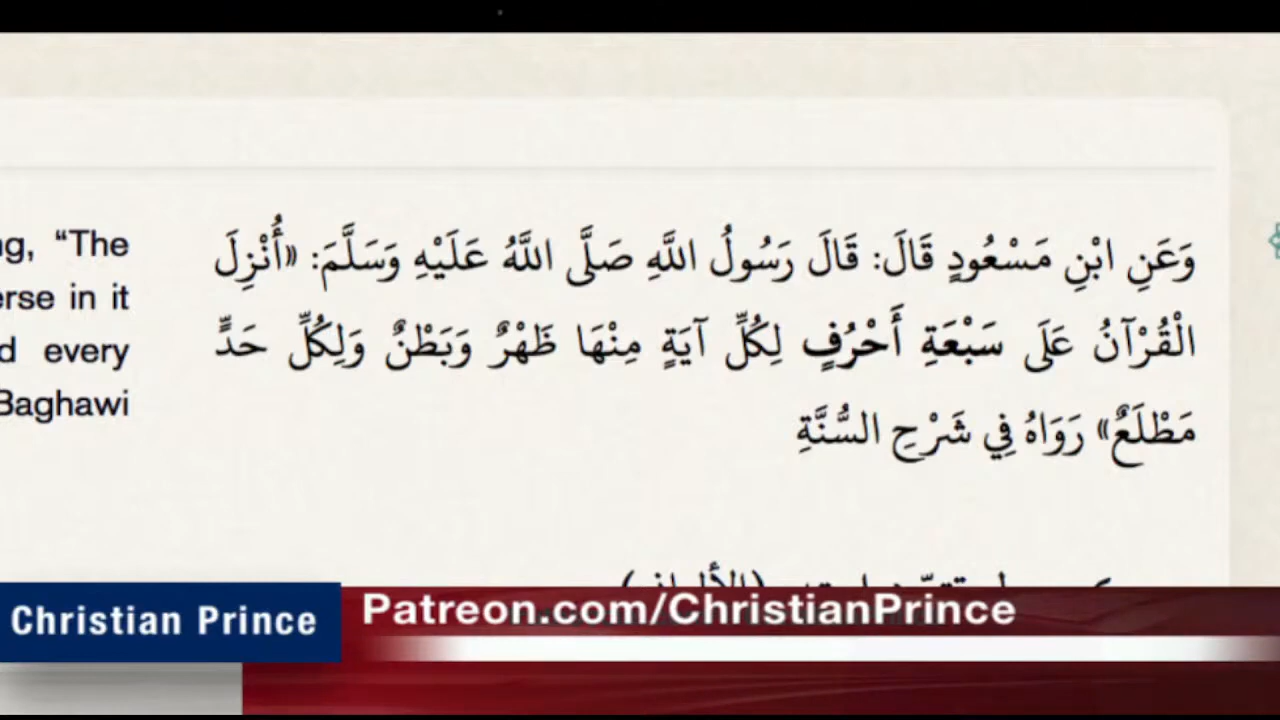 وَعَنِ ابْنِ مَسْعُودٍ قَالَ: قَالَ رَسُولُ اللَّهِ صَلَّى اللَّهُ عَلَيْهِ وَسَلَّمَ: «أُنْزِلَ
الْقُرْآنُ عَلَى سَبْعَةِ أَحْرُفٍ لِكُلِّ آيَةٍ مِنْهَا ظَهْرٌ وَبَطْنٌ وَلِكُلِّ حَدٍّ
مَطْلَعٌ» رَوَاهُ فِي شَرْحِ السُّنَّةِ
ng, “The
erse in it
d every
Baghawi
Christian Prince
Patreon.com/ChristianPrince